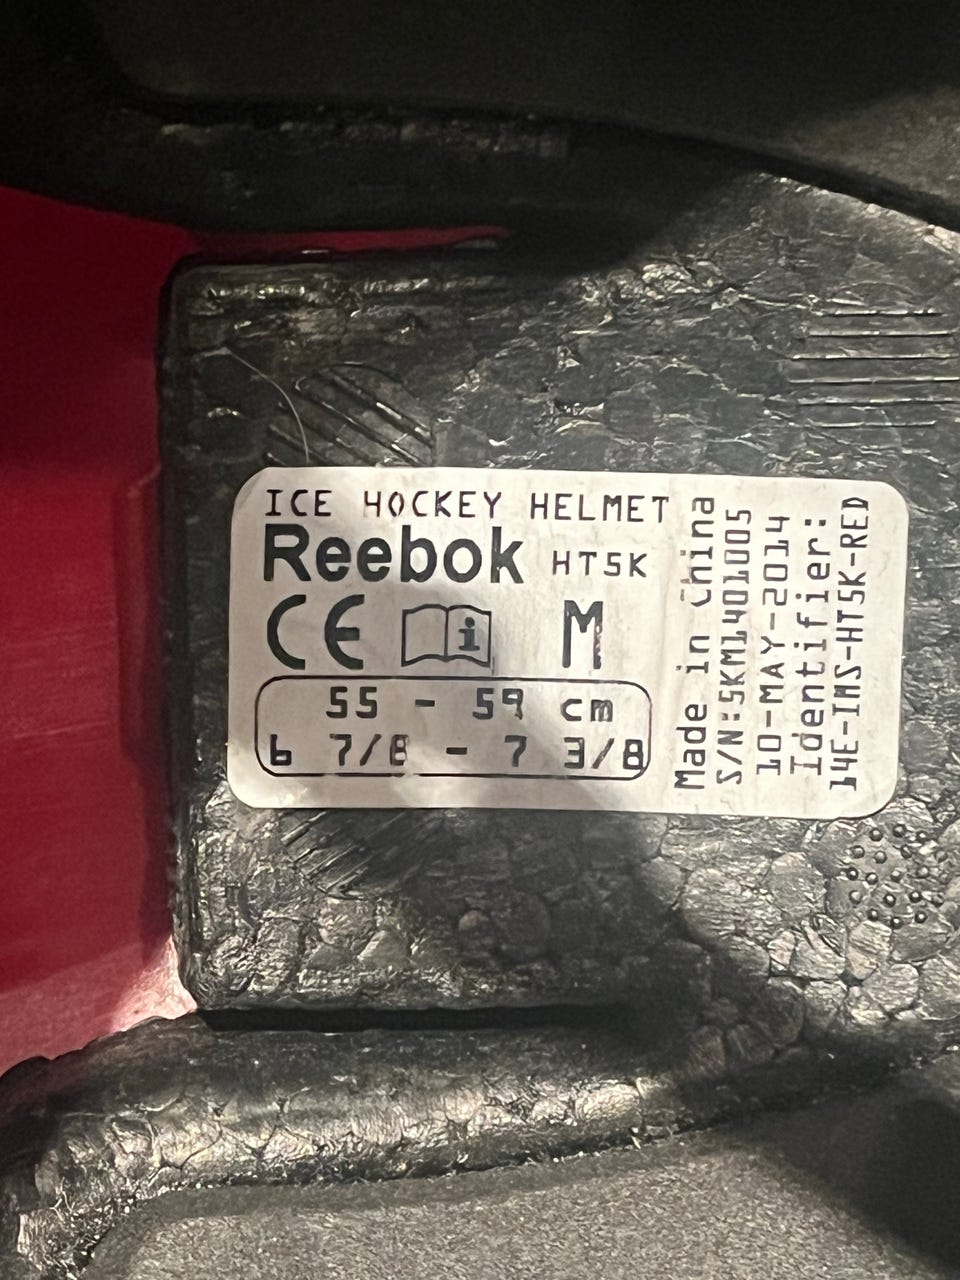 ICE HOCKEY HELMET
Reebok HT5K
CE i M
55 - 59 cm
6 7/8 - 7 3/8
Made in China
S/N:5KM1401005
10-MAY-2014
Identifier:
14E-IMS-HT5K-RED